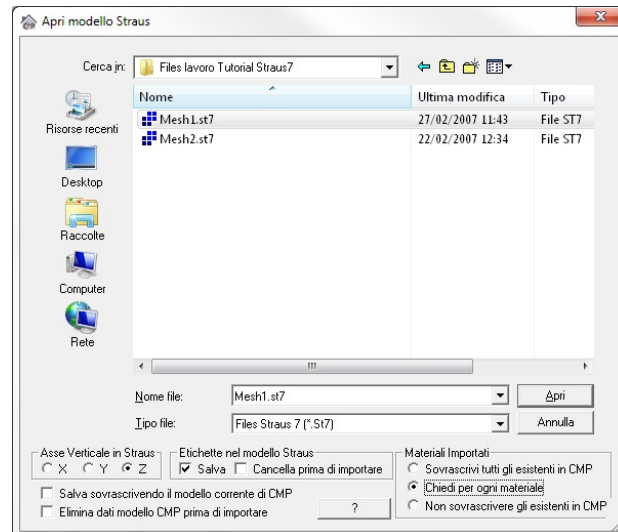 Apri modello Straus
Cerca in: Files lavoro Tutorial Straus7
Nome Ultima modifica Tipo
Mesh1.st7 27/02/2007 11:43 File ST7
Mesh2.st7 22/02/2007 12:34 File ST7
Risorse recenti
Desktop
Raccolte
Computer
Rete
Nome file: Mesh1.st7 Apri
Tipo file: Files Straus 7 (*.St7) Annulla
Asse Verticale in Straus Etichette nel modello Straus Materiali Importati
X Y Z Salva Cancella prima di importare Sovrascrivi tutti gli esistenti in CMP
Chiedi per ogni materiale
Salva sovrascrivendo il modello corrente di CMP
Elimina dati modello CMP prima di importare ? Non sovrascrivere gli esistenti in CMP